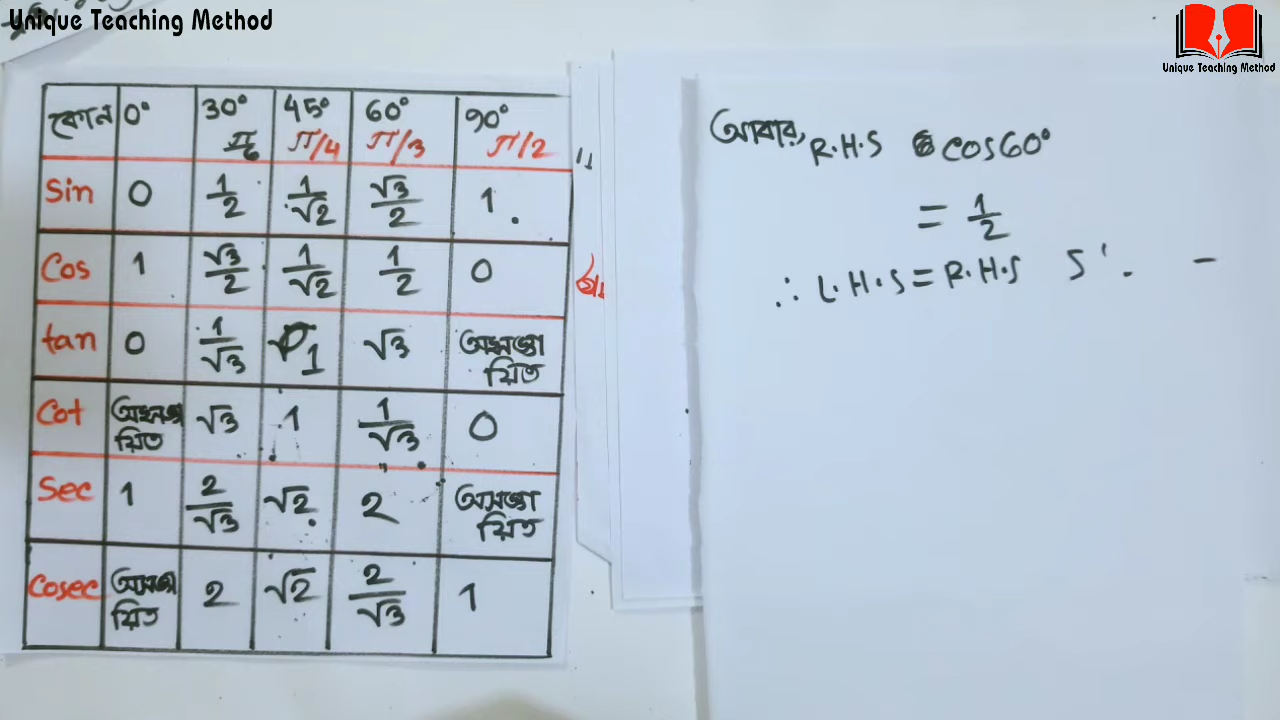 Unique Teaching Method
Unique Teaching Method
কোন 0° 30° 45° 60° 90°
π/6 π/4 π/3 π/2
Sin 0 1/2 1/√2 √3/2 1
Cos 1 √3/2 1/√2 1/2 0
tan 0 1/√3 1 √3 অসংজ্ঞায়িত
Cot অসংজ্ঞায়িত √3 1 1/√3 0
Sec 1 2/√3 √2 2 অসংজ্ঞায়িত
Cosec অসংজ্ঞায়িত 2 √2 2/√3 1
আবার, R.H.S cos60°
= 1/2
∴ L.H.S = R.H.S